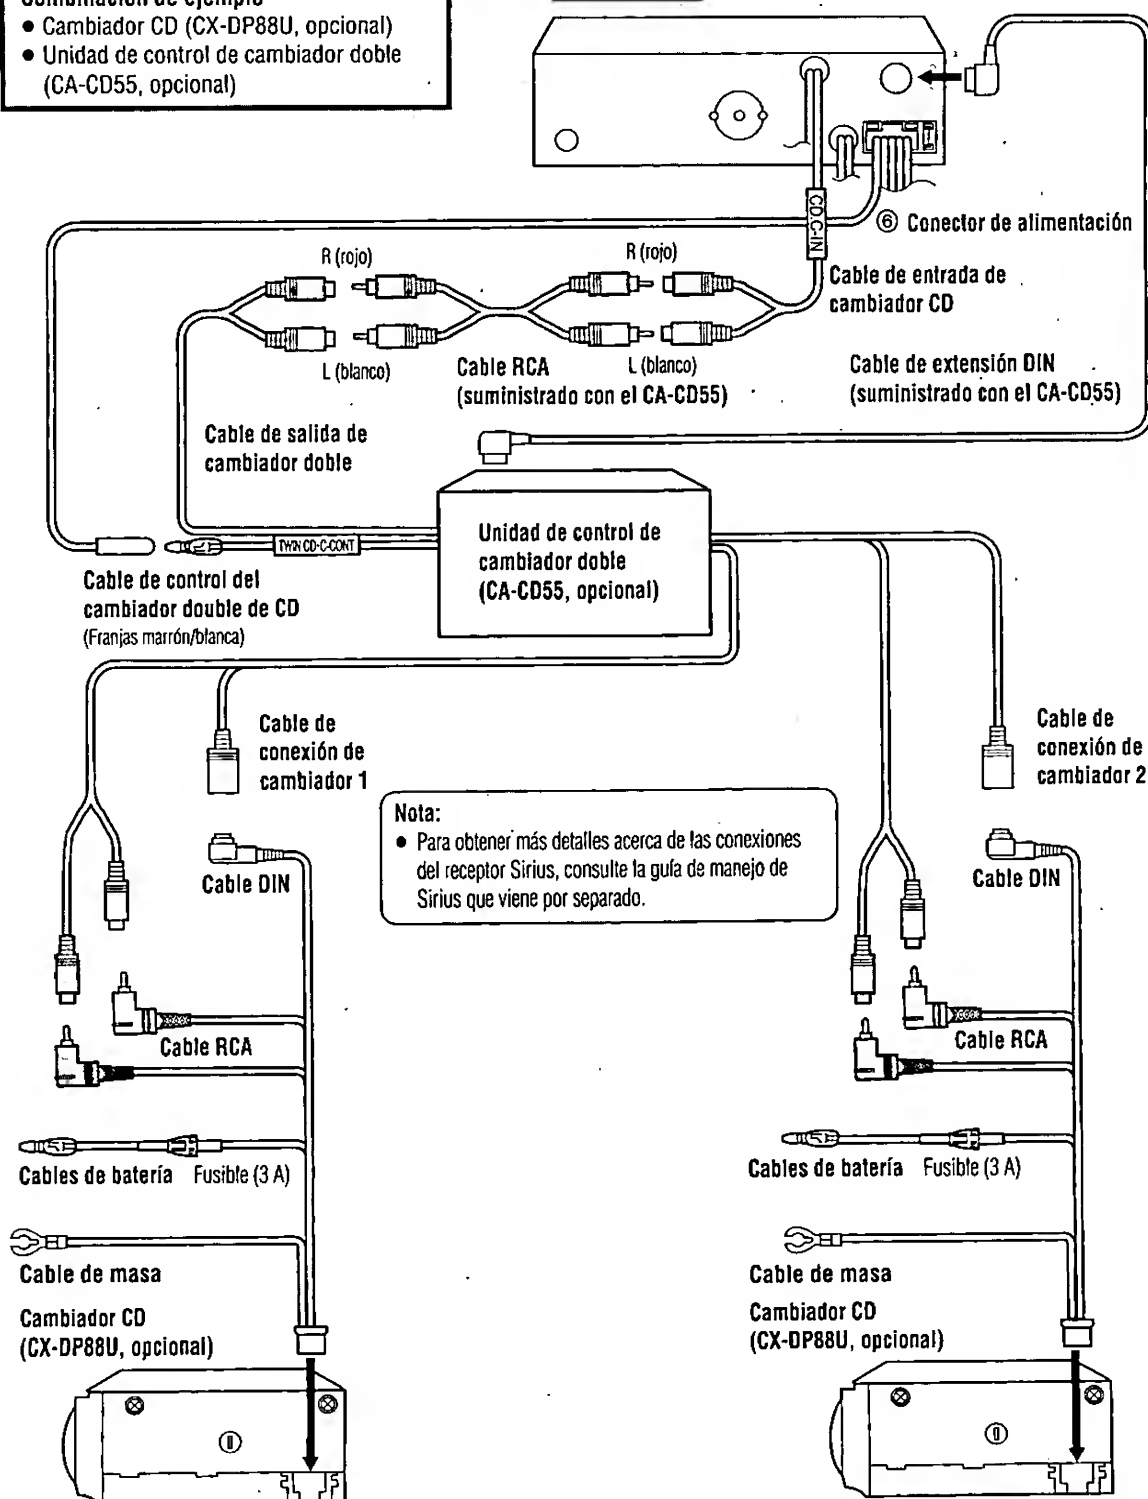 Combinación de ejemplo
● Cambiador CD (CX-DP88U, opcional)
● Unidad de control de cambiador doble
(CA-CD55, opcional)
CD·C-IN
⑥ Conector de alimentación
R (rojo)
R (rojo)
Cable de entrada de
cambiador CD
L (blanco)
Cable RCA
(suministrado con el CA-CD55)
L (blanco)
Cable de extensión DIN
(suministrado con el CA-CD55)
Cable de salida de
cambiador doble
TWIN CD-C-CONT
Unidad de control de
cambiador doble
(CA-CD55, opcional)
Cable de control del
cambiador double de CD
(Franjas marrón/blanca)
Cable de
conexión de
cambiador 1
Cable de
conexión de
cambiador 2
Nota:
● Para obtener más detalles acerca de las conexiones
del receptor Sirius, consulte la guía de manejo de
Sirius que viene por separado.
Cable DIN
Cable DIN
Cable RCA
Cable RCA
Cables de batería Fusible (3 A)
Cables de batería Fusible (3 A)
Cable de masa
Cable de masa
Cambiador CD
(CX-DP88U, opcional)
Cambiador CD
(CX-DP88U, opcional)